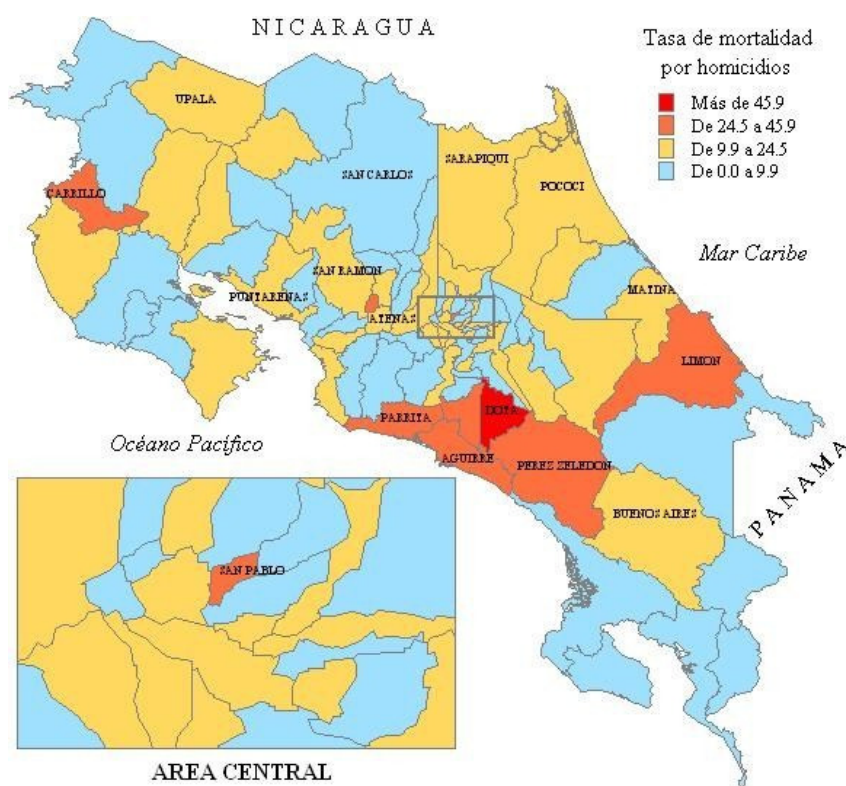 NICARAGUA
Tasa de mortalidad
por homicidios
Más de 45.9
De 24.5 a 45.9
De 9.9 a 24.5
De 0.0 a 9.9
UPALA
SAN CARLOS
SARAPIQUI
POCOCI
CARRILLO
Mar Caribe
SAN RAMON
PUNTARENAS
MATINA
ATENAS
LIMON
PARRITA
DOTA
Océano Pacífico
AGUIRRE
PEREZ ZELEDON
PANAMA
BUENOS AIRES
SAN PABLO
AREA CENTRAL